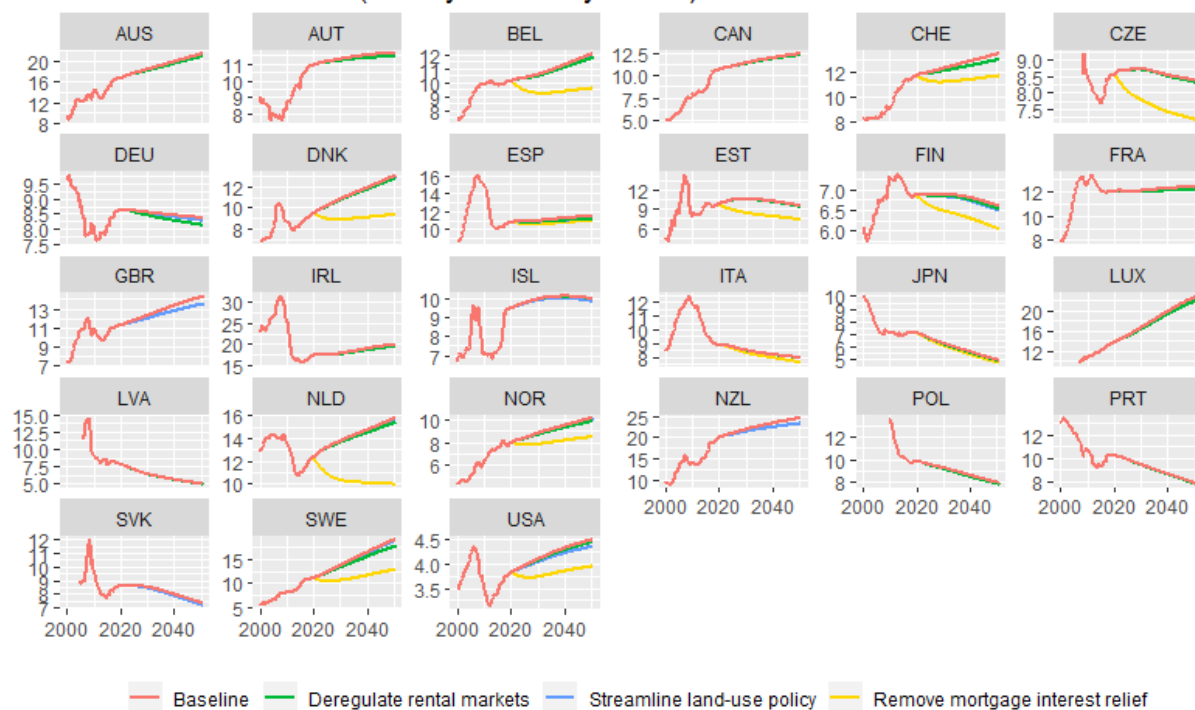 AUS AUT BEL CAN CHE CZE
20 16 12 8
11 10 9 8
12 11 10 9 8
12.5 10.0 7.5 5.0
12 10 8
9.0 8.5 8.0 7.5
DEU DNK ESP EST FIN FRA
9.5 9.0 8.5 8.0 7.5
12 10 8
16 14 12 10
12 9 6
7.0 6.5 6.0
12 10 8
GBR IRL ISL ITA JPN LUX
13 11 9 7
30 25 20 15
10 9 8 7
12 11 10 9 8
10 9 8 7 6 5
20 16 12
LVA NLD NOR NZL POL PRT
15.0 12.5 10.0 7.5 5.0
16 14 12 10
10 8 6
25 20 15 10
12 10 8
12 10 8
2000 2020 2040 2000 2020 2040 2000 2020 2040
SVK SWE USA
12 11 10 9 8 7
15 10 5
4.5 4.0 3.5
2000 2020 2040 2000 2020 2040 2000 2020 2040
Baseline Deregulate rental markets Streamline land-use policy Remove mortgage interest relief